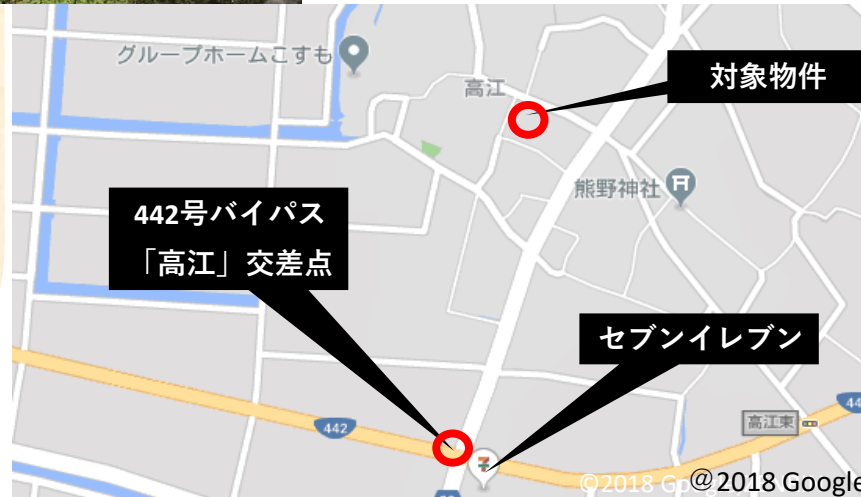 グループホームこすも
高江
対象物件
熊野神社
442号バイパス
「高江」交差点
セブンイレブン
442
高江東
44
7
@2018 Google